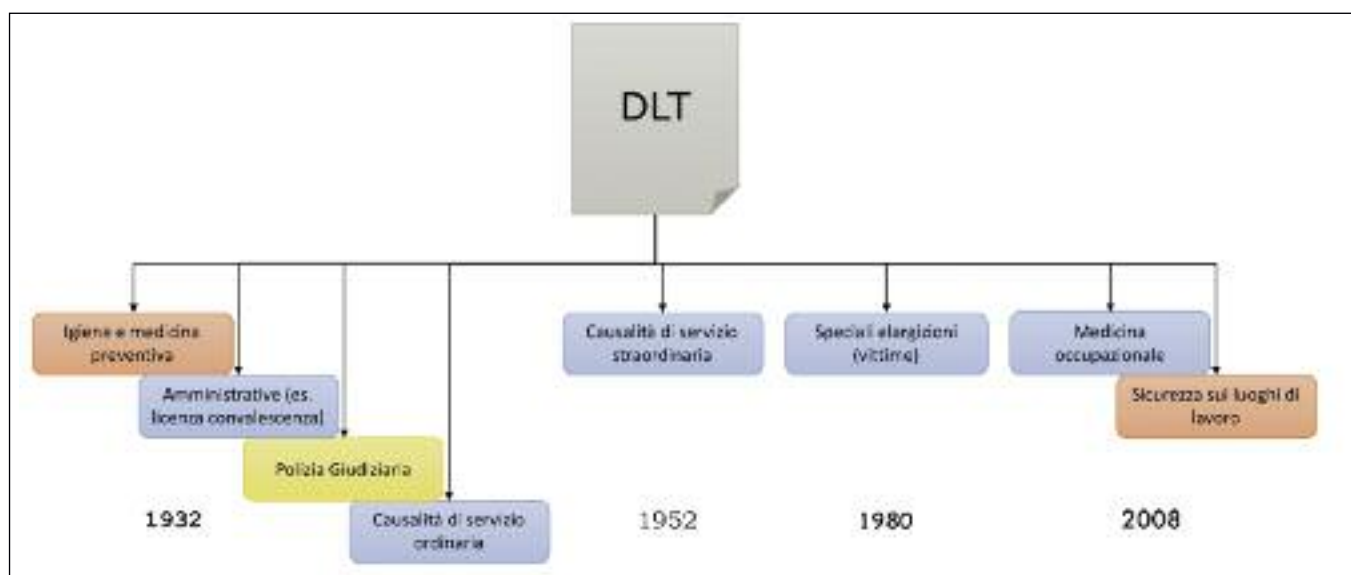 DLT
Igiene e medicina
preventiva
Amministrative (es.
licenza convalescenza)
Polizia Giudiziaria
Causalità di servizio
ordinaria
Causalità di servizio
straordinaria
Speciali elargizioni
(vittime)
Medicina
occupazionale
Sicurezza sui luoghi di
lavoro
1932
1952
1980
2008